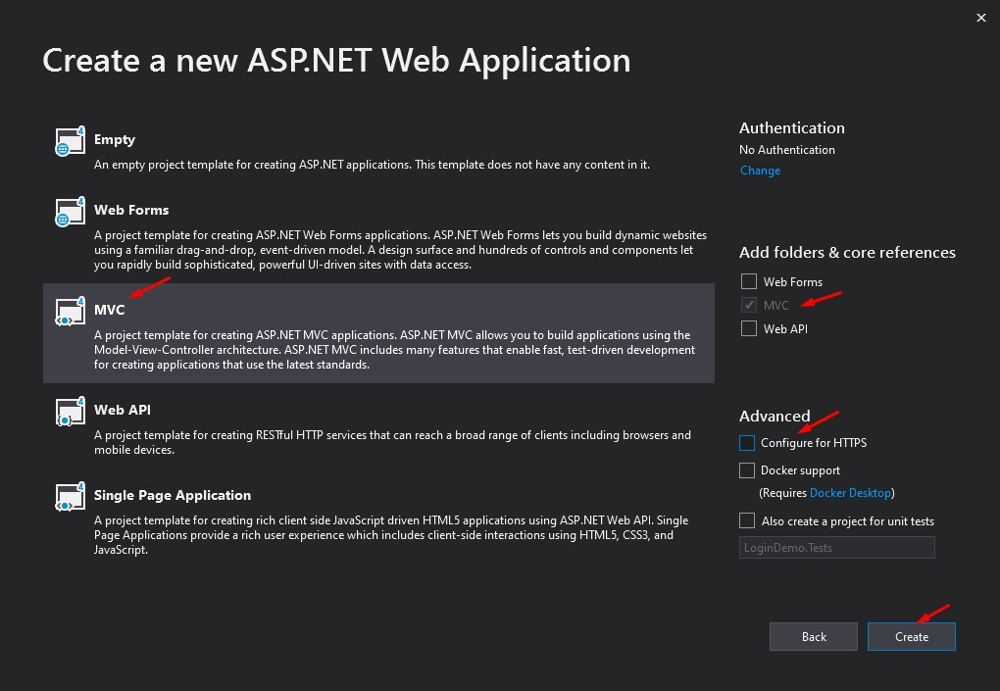 Create a new ASP.NET Web Application
Empty
An empty project template for creating ASP.NET applications. This template does not have any content in it.
Web Forms
A project template for creating ASP.NET Web Forms applications. ASP.NET Web Forms lets you build dynamic websites
using a familiar drag-and-drop, event-driven model. A design surface and hundreds of controls and components let
you rapidly build sophisticated, powerful UI-driven sites with data access.
MVC
A project template for creating ASP.NET MVC applications. ASP.NET MVC allows you to build applications using the
Model-View-Controller architecture. ASP.NET MVC includes many features that enable fast, test-driven development
for creating applications that use the latest standards.
Web API
A project template for creating RESTful HTTP services that can reach a broad range of clients including browsers and
mobile devices.
Single Page Application
A project template for creating rich client side JavaScript driven HTML5 applications using ASP.NET Web API. Single
Page Applications provide a rich user experience which includes client-side interactions using HTML5, CSS3, and
JavaScript.
Authentication
No Authentication
Change
Add folders & core references
Web Forms
MVC
Web API
Advanced
Configure for HTTPS
Docker support
(Requires Docker Desktop)
Also create a project for unit tests
LoginDemo.Tests
Back
Create